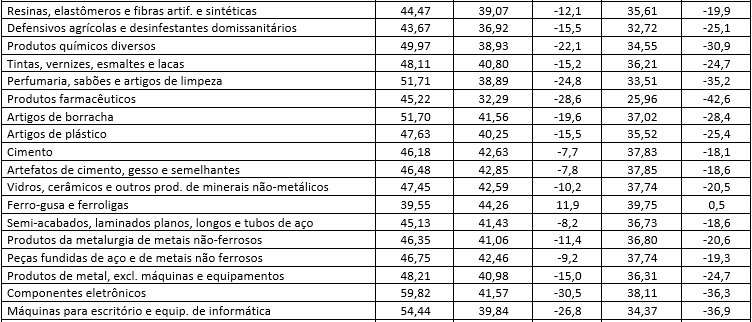 Resinas, elastômeros e fibras artif. e sintéticas 44,47 39,07 -12,1 35,61 -19,9
Defensivos agrícolas e desinfestantes domissanitários 43,67 36,92 -15,5 32,72 -25,1
Produtos químicos diversos 49,97 38,93 -22,1 34,55 -30,9
Tintas, vernizes, esmaltes e lacas 48,11 40,80 -15,2 36,21 -24,7
Perfumaria, sabões e artigos de limpeza 51,71 38,89 -24,8 33,51 -35,2
Produtos farmacêuticos 45,22 32,29 -28,6 25,96 -42,6
Artigos de borracha 51,70 41,56 -19,6 37,02 -28,4
Artigos de plástico 47,63 40,25 -15,5 35,52 -25,4
Cimento 46,18 42,63 -7,7 37,83 -18,1
Artefatos de cimento, gesso e semelhantes 46,48 42,85 -7,8 37,85 -18,6
Vidros, cerâmicos e outros prod. de minerais não-metálicos 47,45 42,59 -10,2 37,74 -20,5
Ferro-gusa e ferroligas 39,55 44,26 11,9 39,75 0,5
Semi-acabados, laminados planos, longos e tubos de aço 45,13 41,43 -8,2 36,73 -18,6
Produtos da metalurgia de metais não-ferrosos 46,35 41,06 -11,4 36,80 -20,6
Peças fundidas de aço e de metais não ferrosos 46,75 42,46 -9,2 37,74 -19,3
Produtos de metal, excl. máquinas e equipamentos 48,21 40,98 -15,0 36,31 -24,7
Componentes eletrônicos 59,82 41,57 -30,5 38,11 -36,3
Máquinas para escritório e equip. de informática 54,44 39,84 -26,8 34,37 -36,9